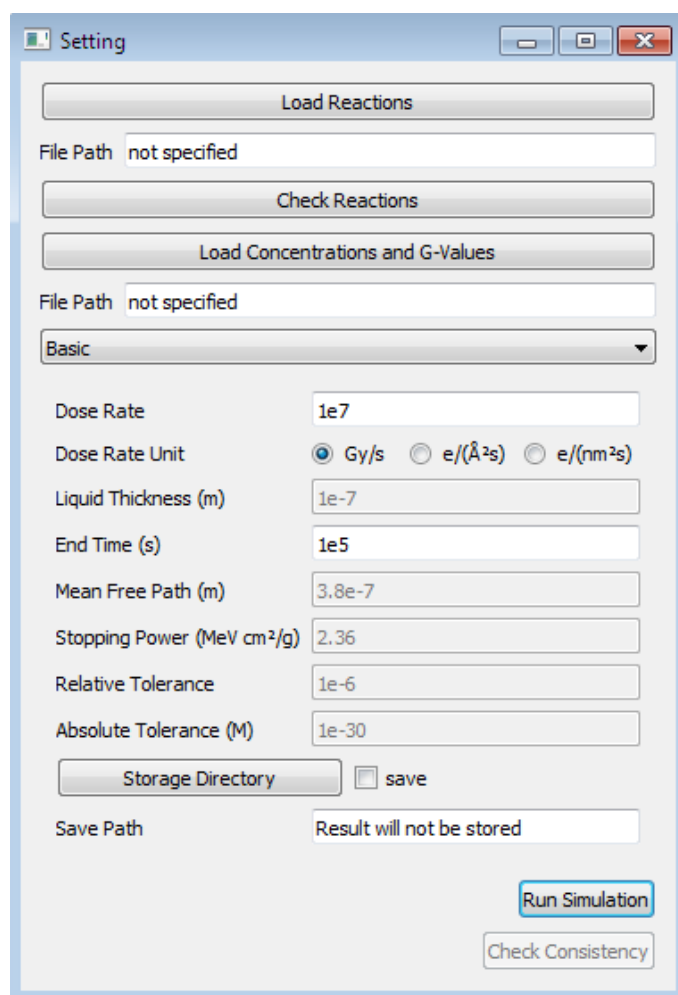 Setting
Load Reactions
File Path not specified
Check Reactions
Load Concentrations and G-Values
File Path not specified
Basic
Dose Rate 1e7
Dose Rate Unit Gy/s e/(Å²s) e/(nm²s)
Liquid Thickness (m) 1e-7
End Time (s) 1e5
Mean Free Path (m) 3.8e-7
Stopping Power (MeV cm²/g) 2.36
Relative Tolerance 1e-6
Absolute Tolerance (M) 1e-30
Storage Directory save
Save Path Result will not be stored
Run Simulation
Check Consistency